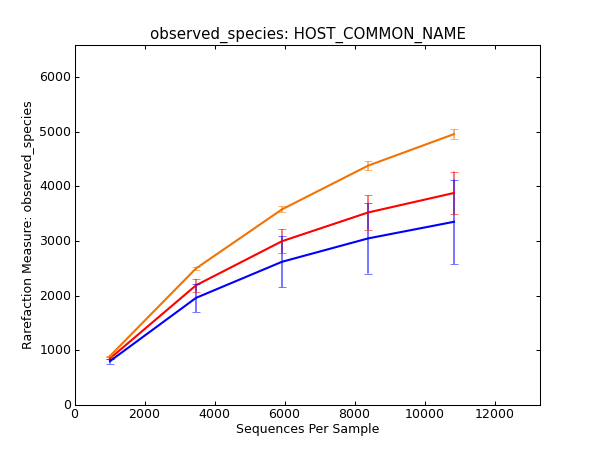 observed_species: HOST_COMMON_NAME
6000
5000
4000
3000
2000
1000
0
0 2000 4000 6000 8000 10000 12000
Sequences Per Sample
Rarefaction Measure: observed_species